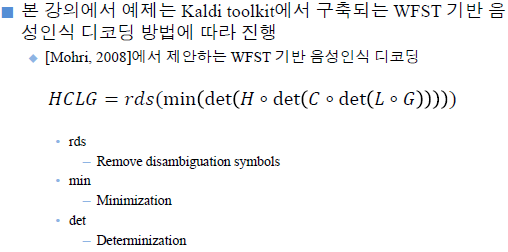 본 강의에서 예제는 Kaldi toolkit에서 구축되는 WFST 기반 음
성인식 디코딩 방법에 따라 진행
[Mohri, 2008]에서 제안하는 WFST 기반 음성인식 디코딩
HCLG = rds(min(det(H ∘ det(C ∘ det(L ∘ G)))))
• rds
– Remove disambiguation symbols
• min
– Minimization
• det
– Determinization